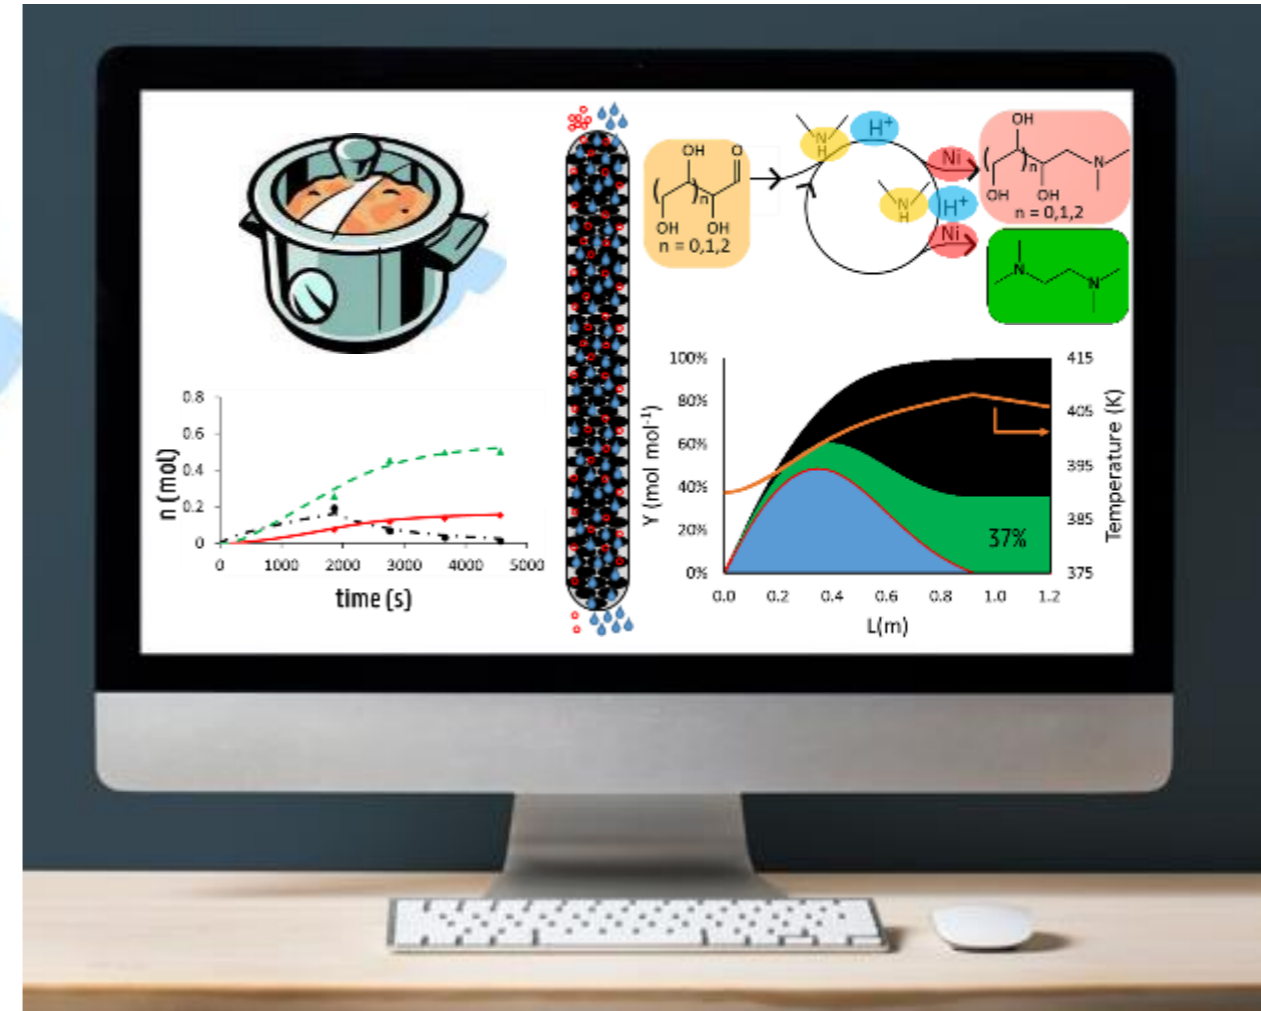 OH
O
( )n
OH
OH
n = 0,1,2
N
H
H+
Ni
OH
( )n
N
OH
OH
n = 0,1,2
N
H
H+
Ni
N
N
0.8
0.6
0.4
0.2
0
0 1000 2000 3000 4000 5000
n (mol)
time (s)
100%
80%
60%
40%
20%
0%
Y (mol mol-1)
0.0 0.2 0.4 0.6 0.8 1.0 1.2
L(m)
37%
415
405
395
385
375
Temperature (K)